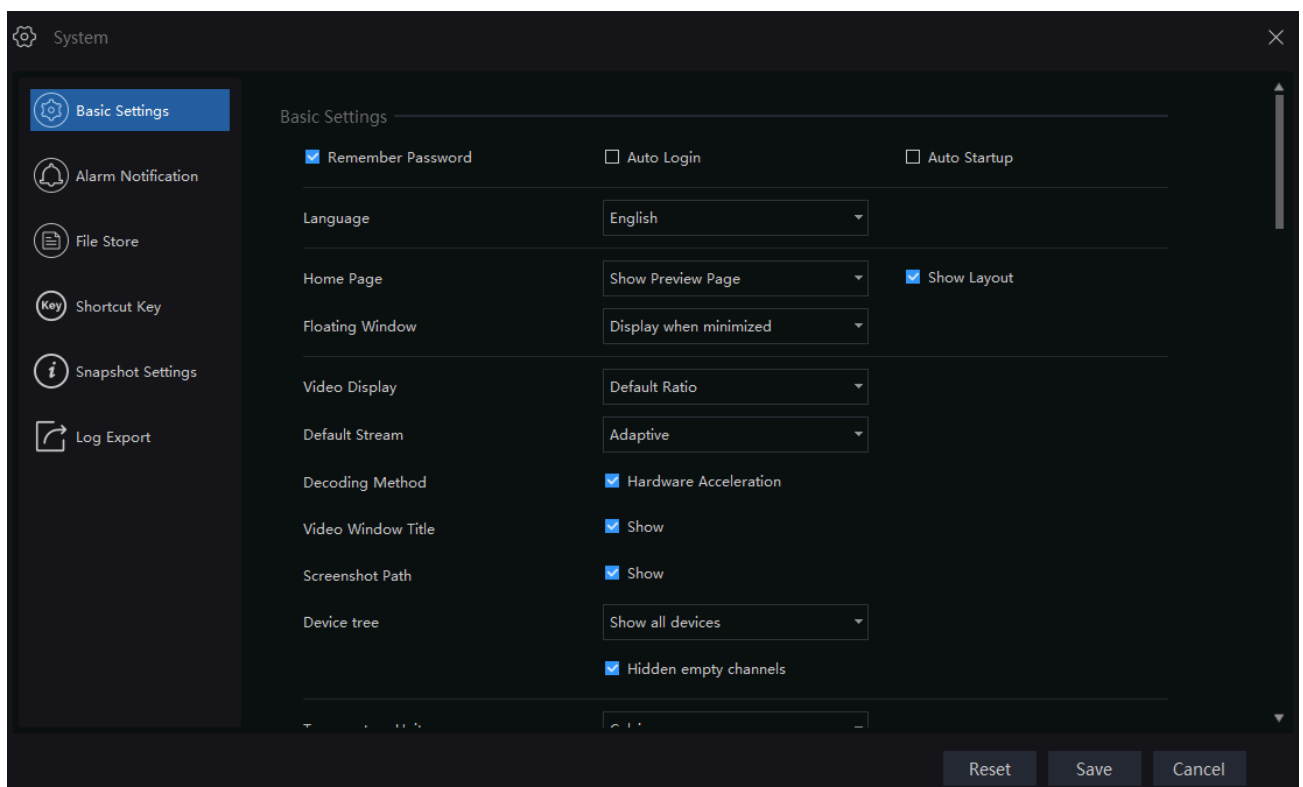 System
Basic Settings
Alarm Notification
File Store
Key Shortcut Key
Snapshot Settings
Log Export
Basic Settings
Remember Password Auto Login Auto Startup
Language English
Home Page Show Preview Page Show Layout
Floating Window Display when minimized
Video Display Default Ratio
Default Stream Adaptive
Decoding Method Hardware Acceleration
Video Window Title Show
Screenshot Path Show
Device tree Show all devices
Hidden empty channels
Reset Save Cancel